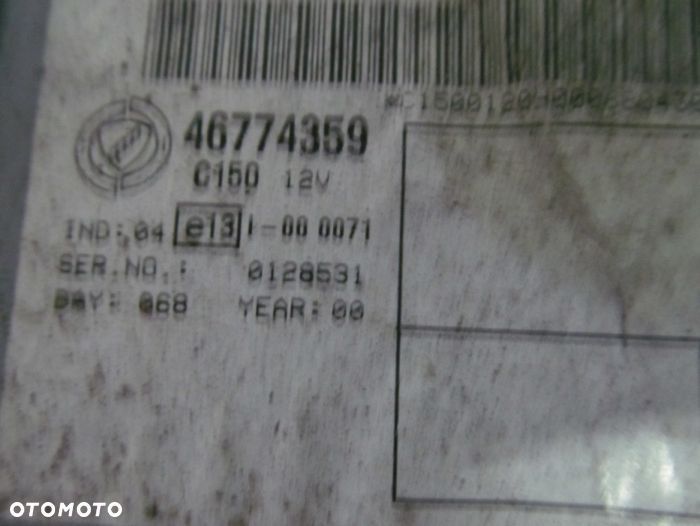 46774359
C150 12V
IND: 04 e13 I-00 0071
SER.NO.: 0128531
DAY: 068 YEAR: 00
OTOMOTO